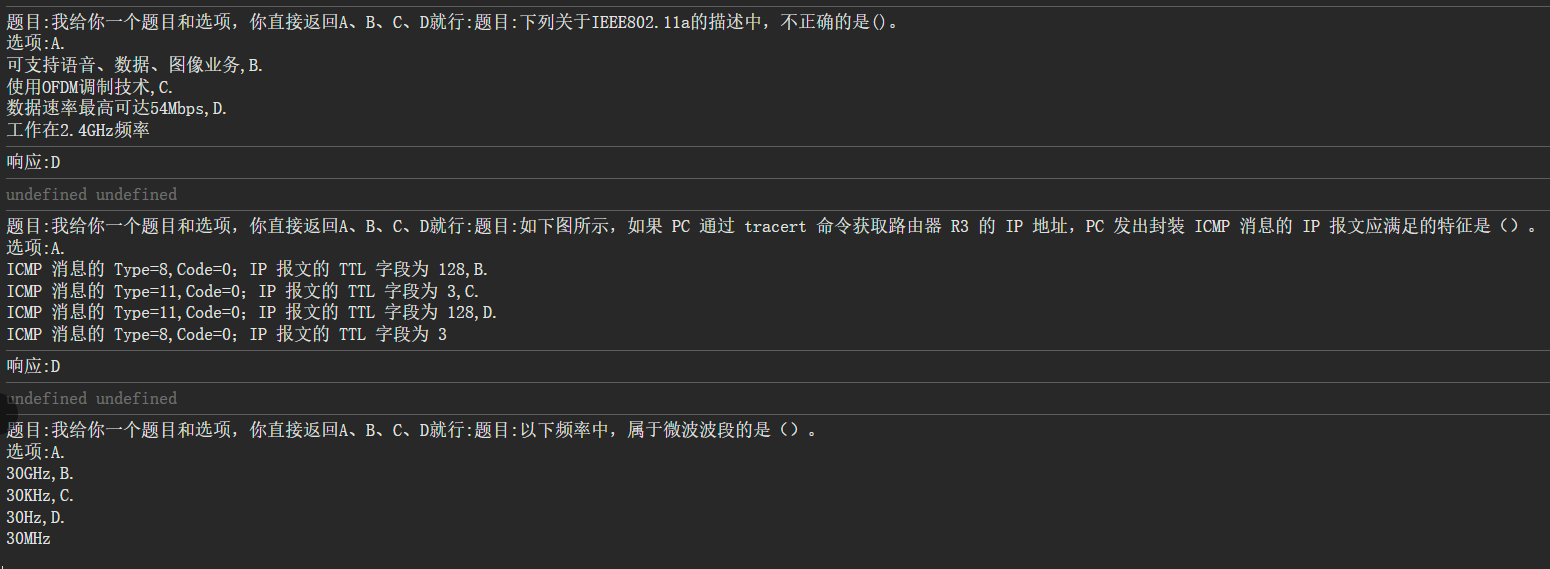 题目:我给你一个题目和选项，你直接返回A、B、C、D就行:题目:下列关于IEEE802.11a的描述中，不正确的是()。
选项:A.
可支持语音、数据、图像业务,B.
使用OFDM调制技术,C.
数据速率最高可达54Mbps,D.
工作在2.4GHz频率
响应:D
undefined undefined
题目:我给你一个题目和选项，你直接返回A、B、C、D就行:题目:如下图所示，如果 PC 通过 tracert 命令获取路由器 R3 的 IP 地址，PC 发出封装 ICMP 消息的 IP 报文应满足的特征是（）。
选项:A.
ICMP 消息的 Type=8,Code=0；IP 报文的 TTL 字段为 128,B.
ICMP 消息的 Type=11,Code=0；IP 报文的 TTL 字段为 3,C.
ICMP 消息的 Type=11,Code=0；IP 报文的 TTL 字段为 128,D.
ICMP 消息的 Type=8,Code=0；IP 报文的 TTL 字段为 3
响应:D
undefined undefined
题目:我给你一个题目和选项，你直接返回A、B、C、D就行:题目:以下频率中，属于微波波段的是（）。
选项:A.
30GHz,B.
30KHz,C.
30Hz,D.
30MHz